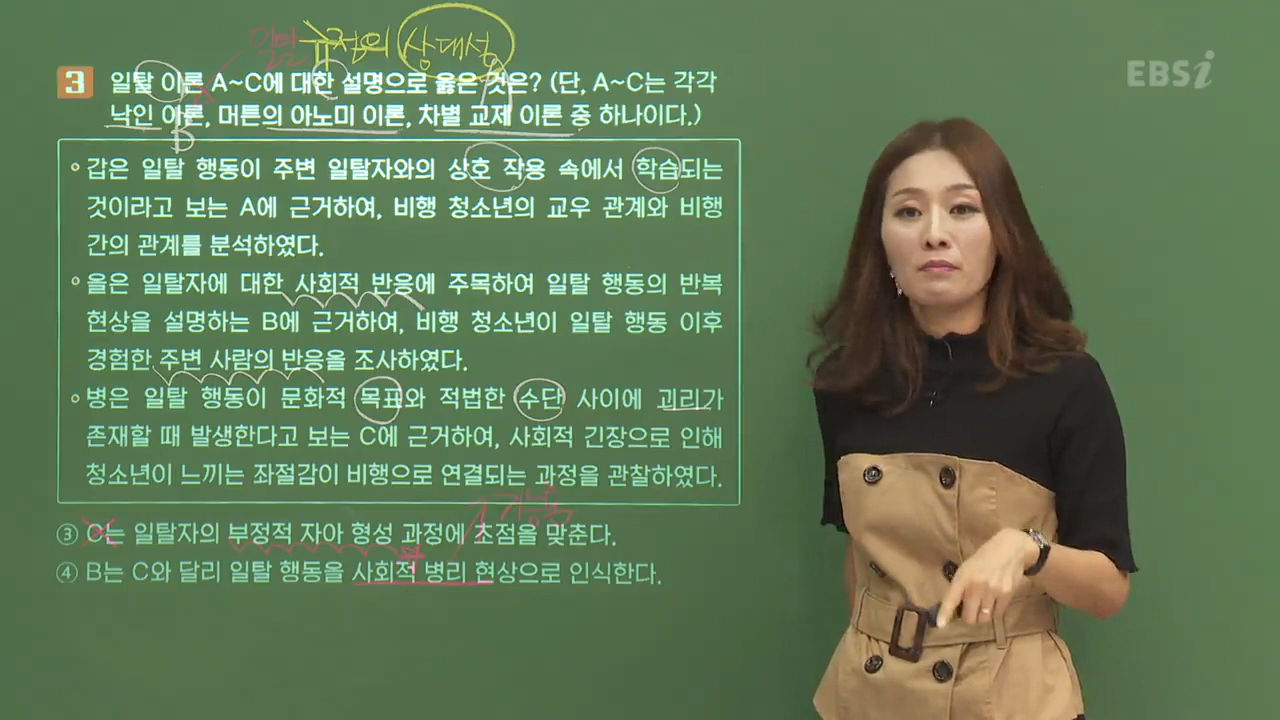 일탈 규정의 상대성
EBSi
3 일탈 이론 A~C에 대한 설명으로 옳은 것은? (단, A~C는 각각
낙인 이론, 머튼의 아노미 이론, 차별 교제 이론 중 하나이다.)
B
◦ 갑은 일탈 행동이 주변 일탈자와의 상호 작용 속에서 학습되는
것이라고 보는 A에 근거하여, 비행 청소년의 교우 관계와 비행
간의 관계를 분석하였다.
◦ 을은 일탈자에 대한 사회적 반응에 주목하여 일탈 행동의 반복
현상을 설명하는 B에 근거하여, 비행 청소년이 일탈 행동 이후
경험한 주변 사람의 반응을 조사하였다.
◦ 병은 일탈 행동이 문화적 목표와 적법한 수단 사이에 괴리가
존재할 때 발생한다고 보는 C에 근거하여, 사회적 긴장으로 인해
청소년이 느끼는 좌절감이 비행으로 연결되는 과정을 관찰하였다.
③ C는 일탈자의 부정적 자아 형성 과정에 초점을 맞춘다.
④ B는 C와 달리 일탈 행동을 사회적 병리 현상으로 인식한다.